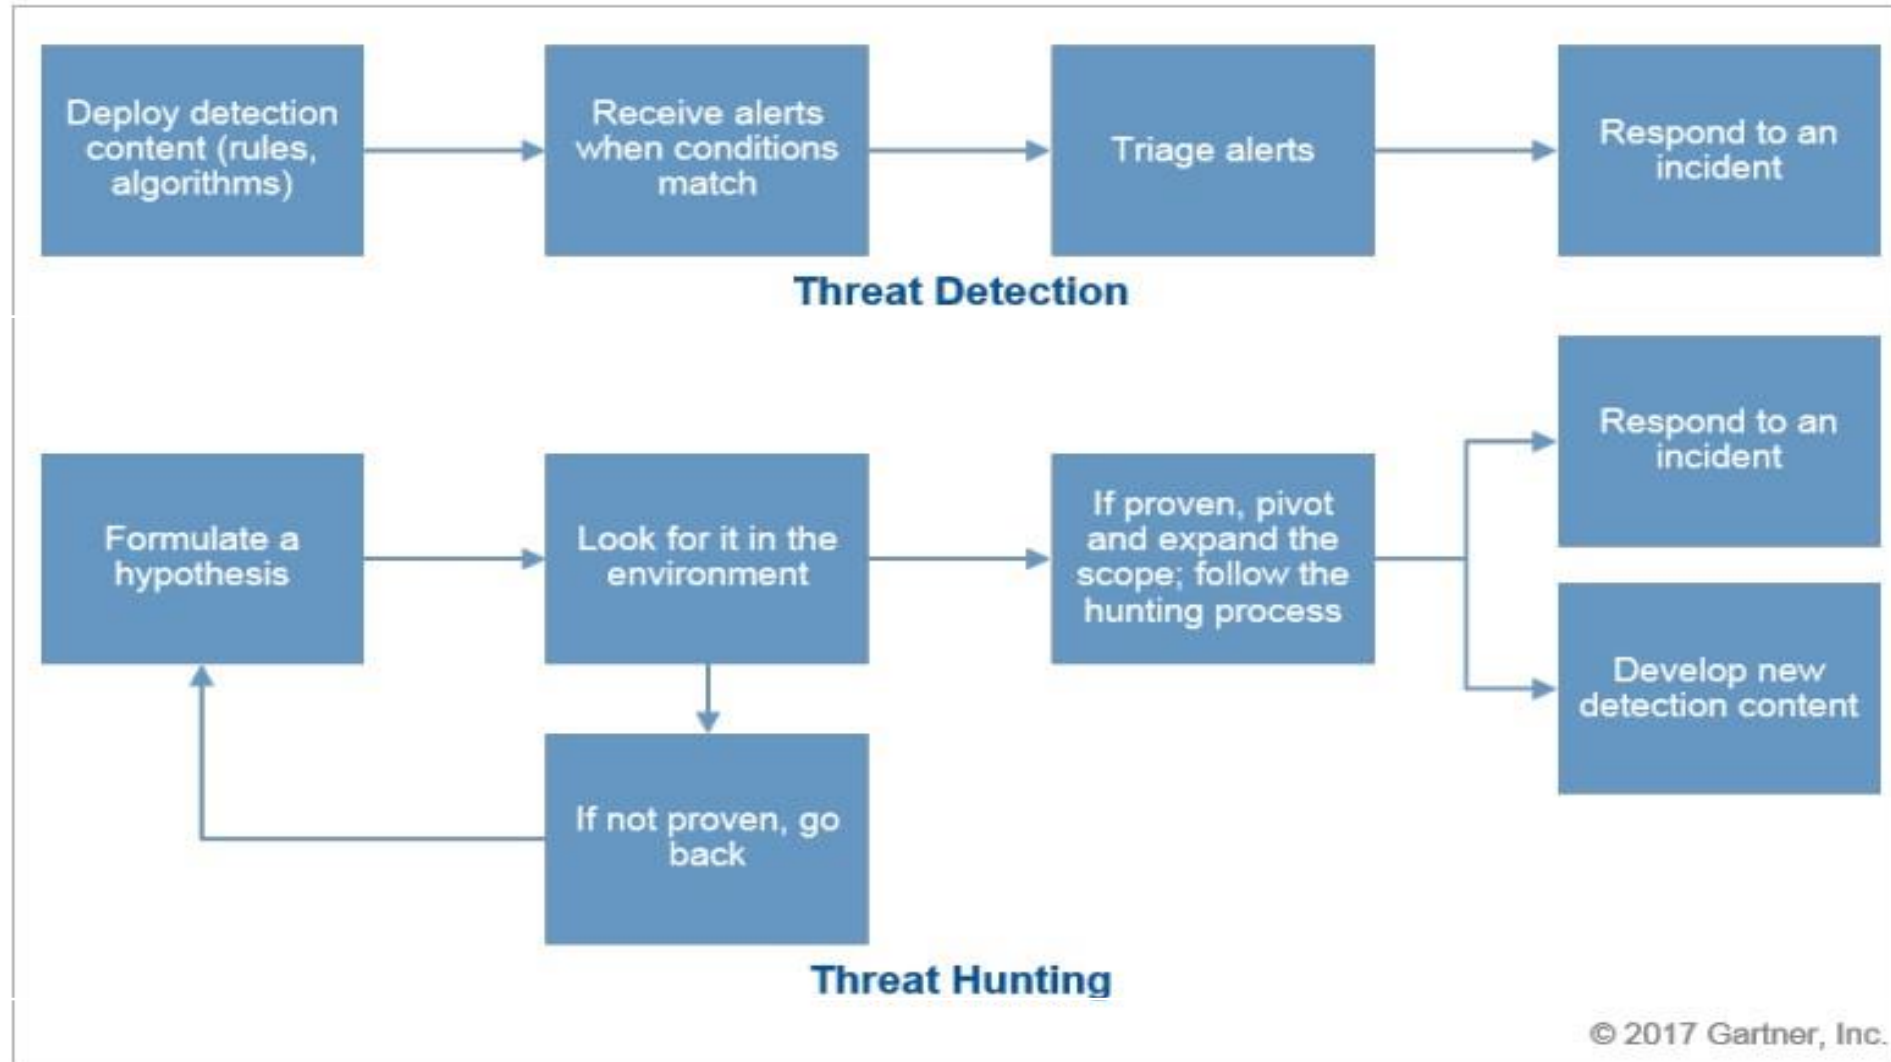 Deploy detection
content (rules,
algorithms)
Receive alerts
when conditions
match
Triage alerts
Respond to an
incident
Threat Detection
Formulate a
hypothesis
Look for it in the
environment
If proven, pivot
and expand the
scope; follow the
hunting process
Respond to an
incident
Develop new
detection content
If not proven, go
back
Threat Hunting
© 2017 Gartner, Inc.